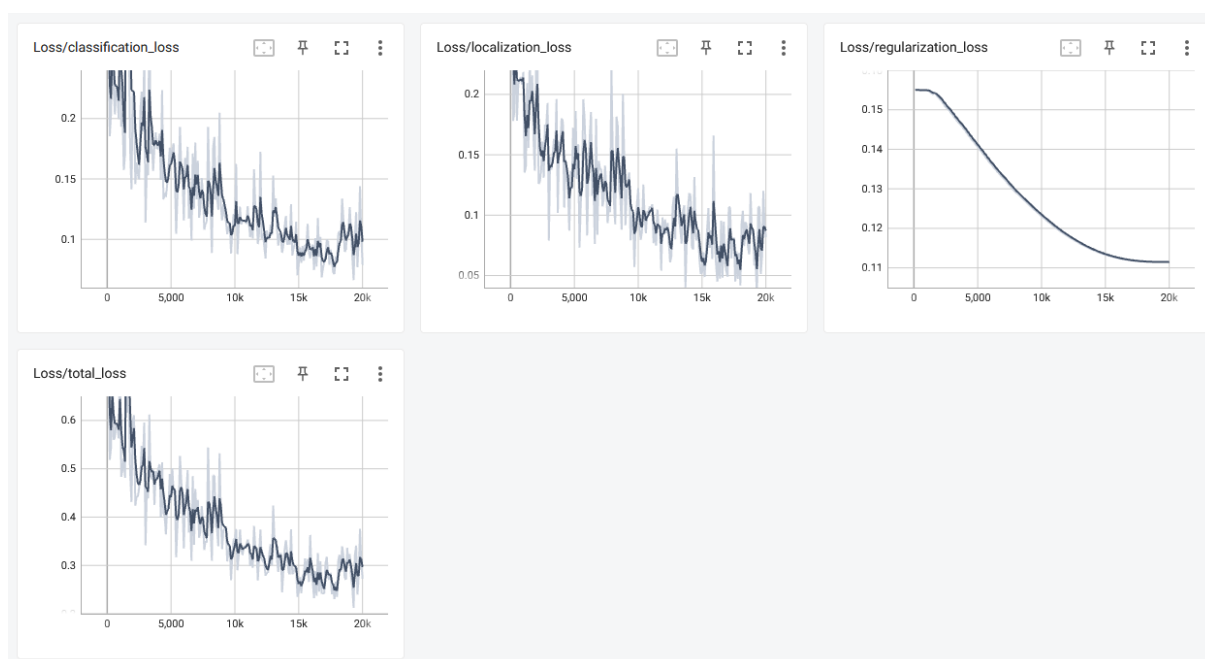 Loss/classification_loss
0.2
0.15
0.1
0 5,000 10k 15k 20k
Loss/localization_loss
0.2
0.15
0.1
0.05
0 5,000 10k 15k 20k
Loss/regularization_loss
0.15
0.14
0.13
0.12
0.11
0 5,000 10k 15k 20k
Loss/total_loss
0.6
0.5
0.4
0.3
0 5,000 10k 15k 20k